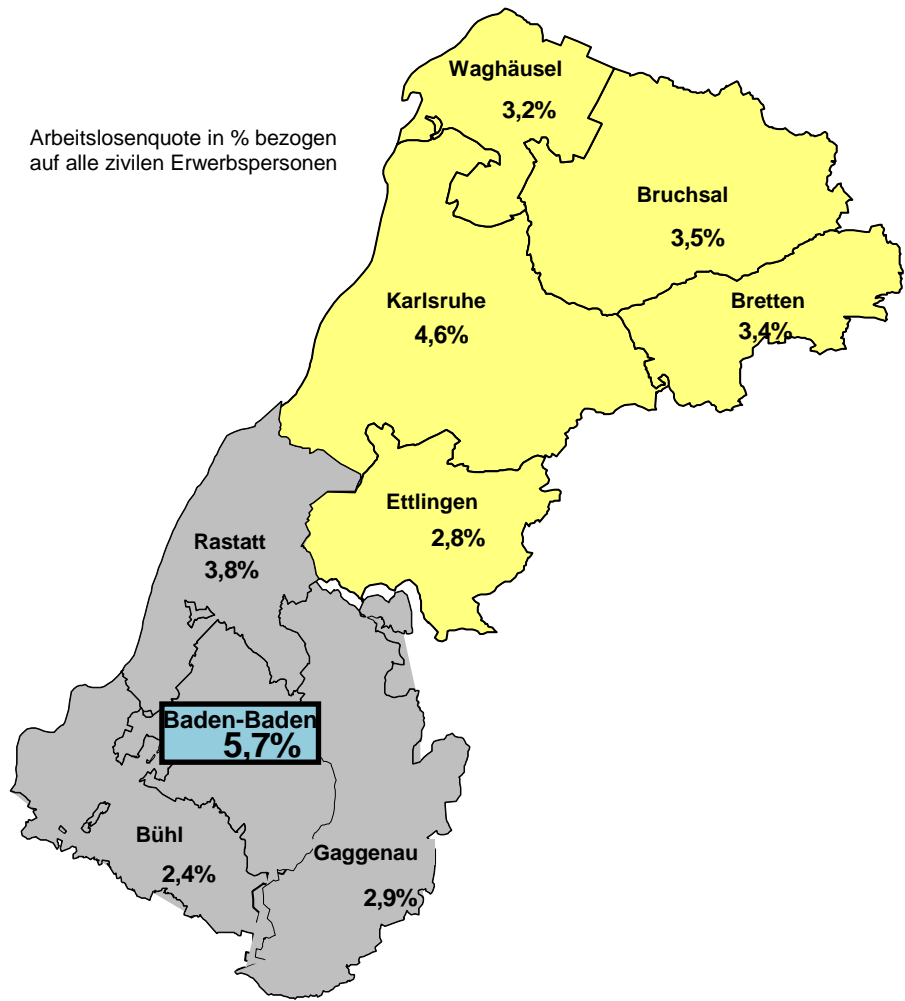 Waghäusel
3,2%
Arbeitslosenquote in % bezogen
auf alle zivilen Erwerbspersonen
Bruchsal
3,5%
Karlsruhe
4,6%
Bretten
3,4%
Ettlingen
2,8%
Rastatt
3,8%
Baden-Baden
5,7%
Bühl
2,4%
Gaggenau
2,9%